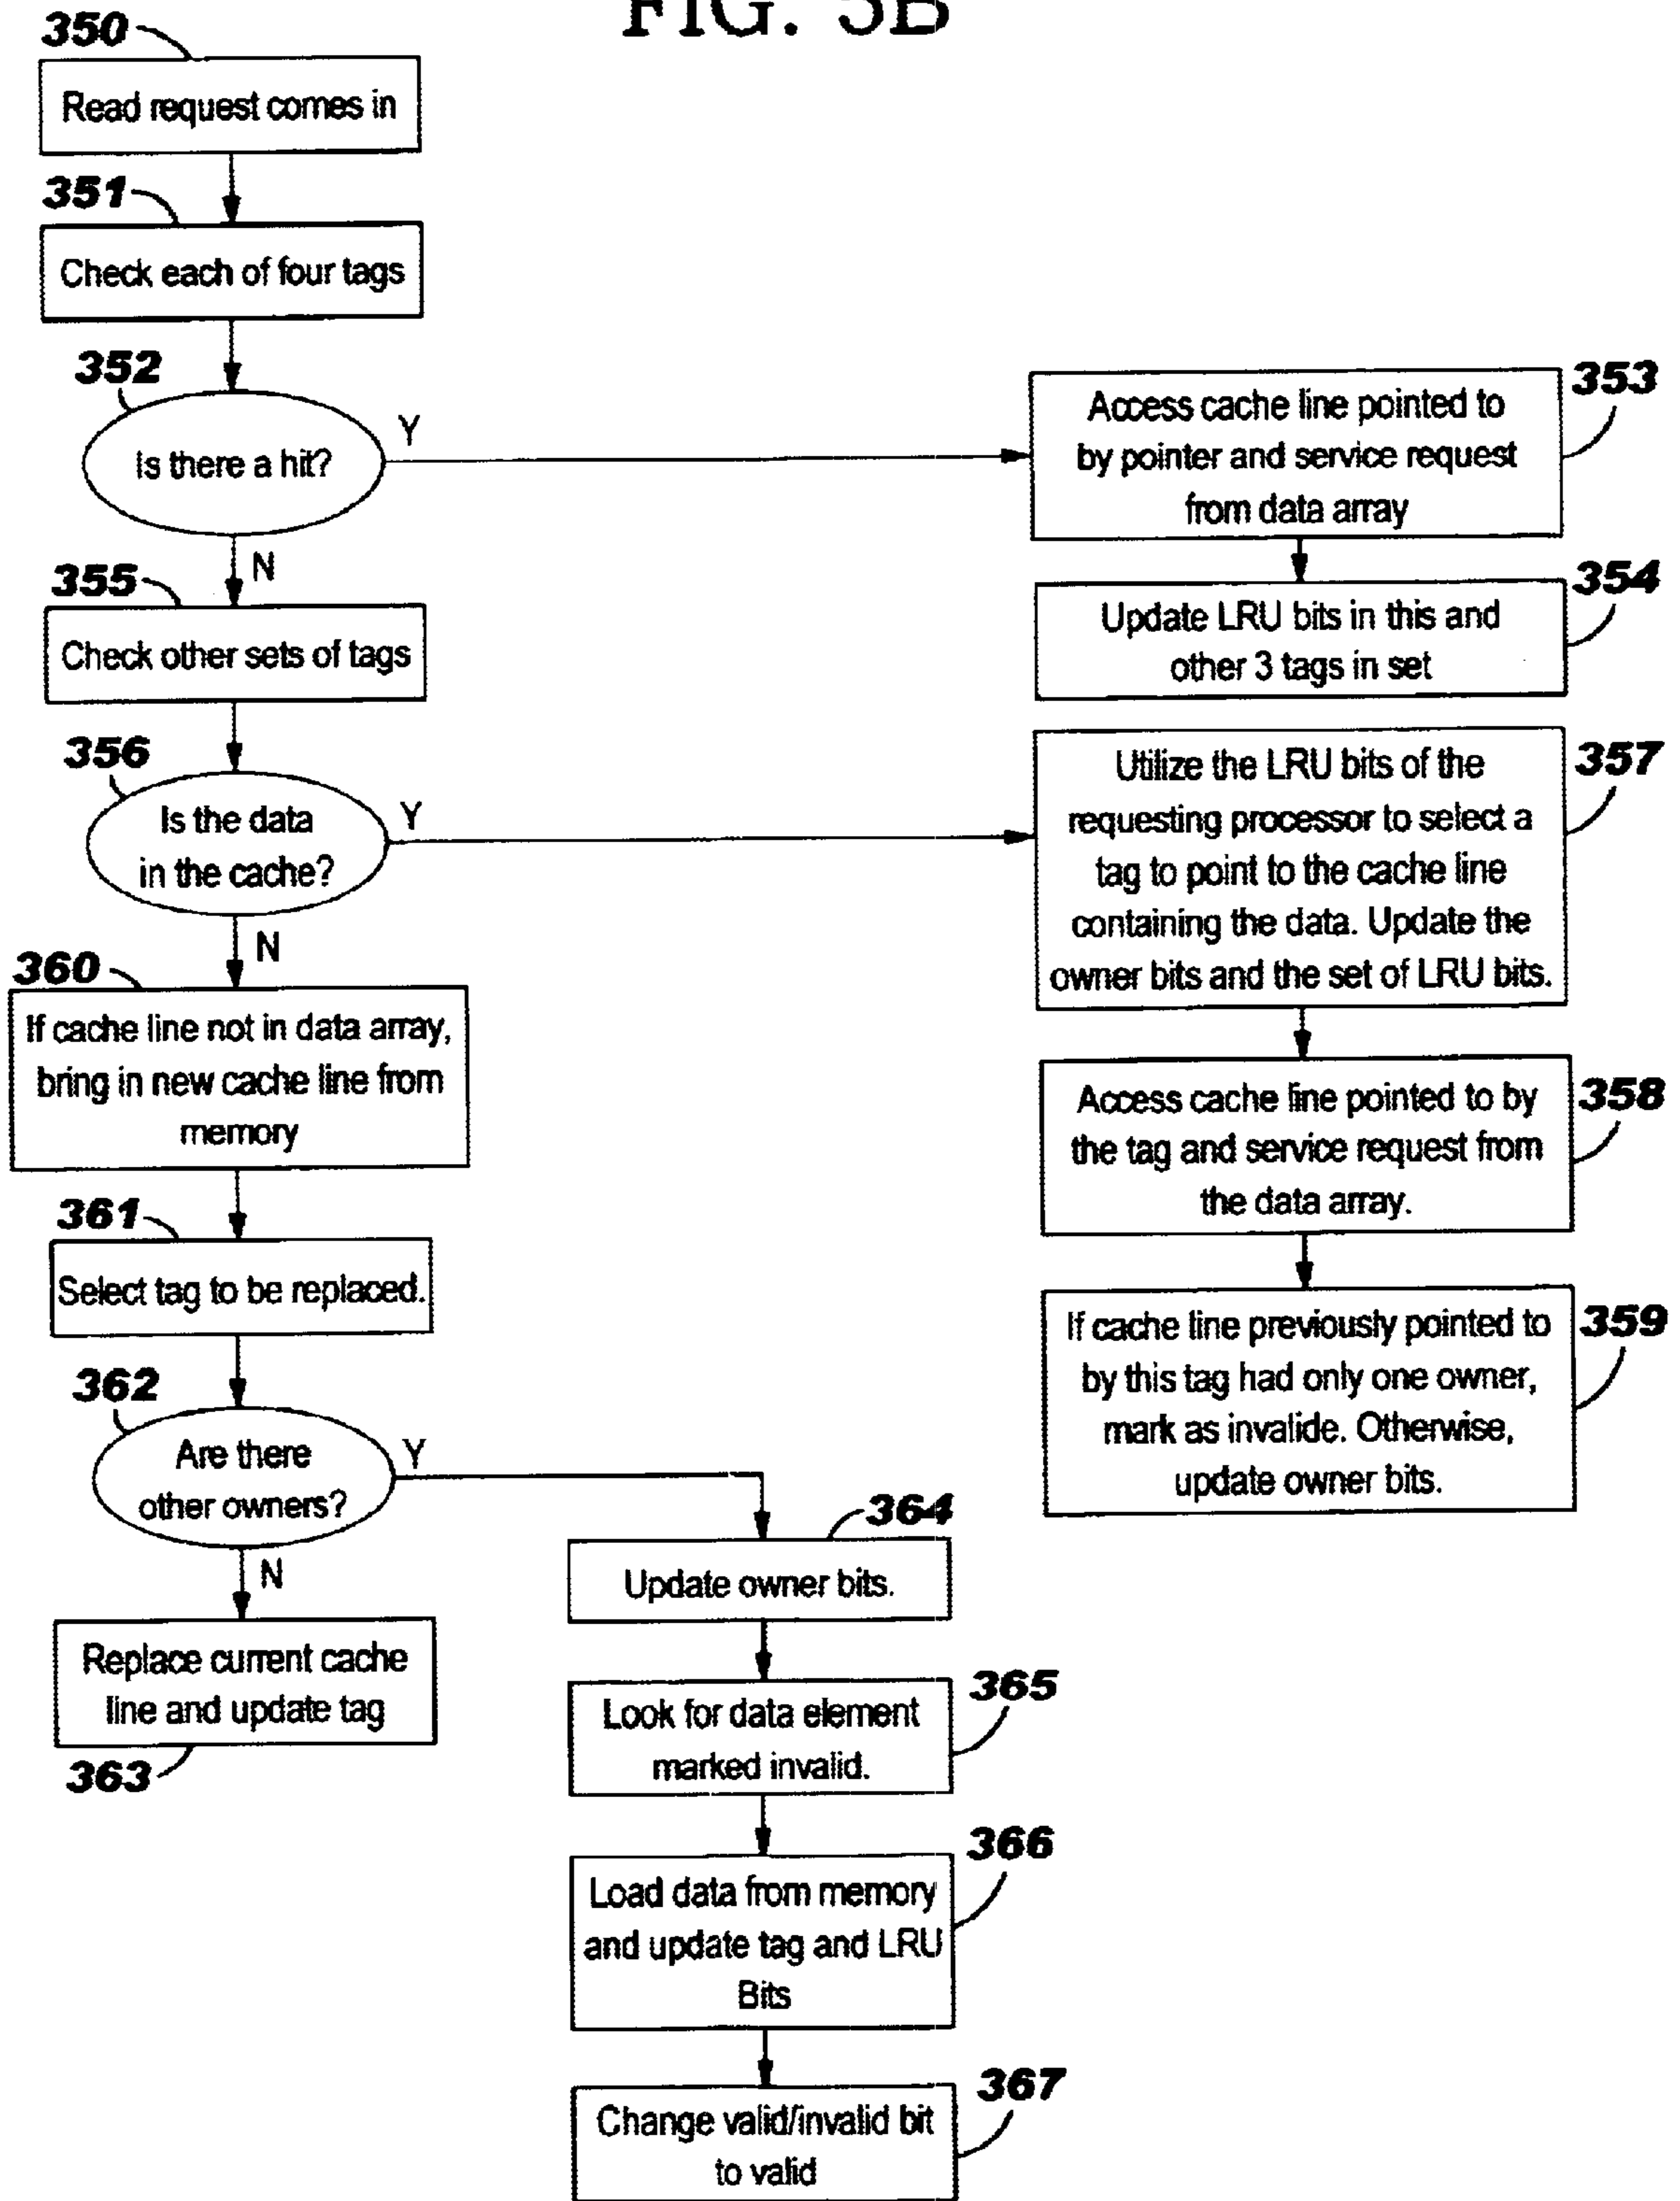 FIG. 5B
350
Read request comes in
351
Check each of four tags
352
Is there a hit?
Y
N
353
Access cache line pointed to
by pointer and service request
from data array
354
Update LRU bits in this and
other 3 tags in set
355
Check other sets of tags
356
Is the data
in the cache?
Y
N
357
Utilize the LRU bits of the
requesting processor to select a
tag to point to the cache line
containing the data. Update the
owner bits and the set of LRU bits.
358
Access cache line pointed to by
the tag and service request from
the data array.
359
If cache line previously pointed to
by this tag had only one owner,
mark as invalide. Otherwise,
update owner bits.
360
If cache line not in data array,
bring in new cache line from
memory
361
Select tag to be replaced.
362
Are there
other owners?
Y
N
Replace current cache
line and update tag
363
364
Update owner bits.
365
Look for data element
marked invalid.
366
Load data from memory
and update tag and LRU
Bits
367
Change valid/invalid bit
to valid